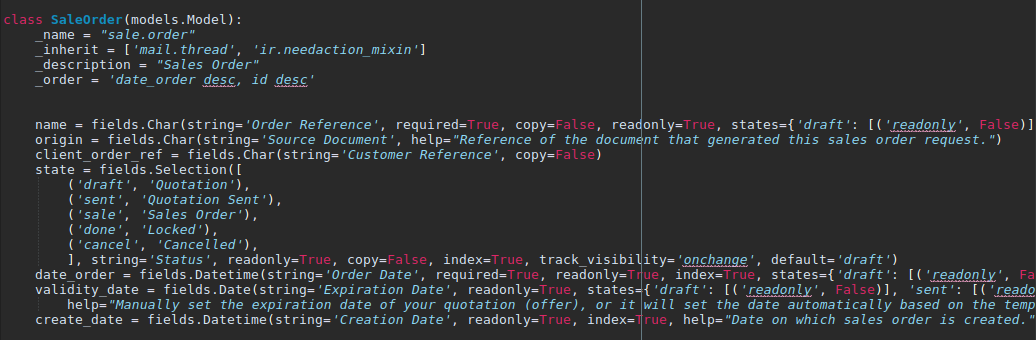 class SaleOrder(models.Model):
    _name = "sale.order"
    _inherit = ['mail.thread', 'ir.needaction_mixin']
    _description = "Sales Order"
    _order = 'date_order desc, id desc'
    name = fields.Char(string='Order Reference', required=True, copy=False, readonly=True, states={'draft': [('readonly', False)]
    origin = fields.Char(string='Source Document', help="Reference of the document that generated this sales order request.")
    client_order_ref = fields.Char(string='Customer Reference', copy=False)
    state = fields.Selection([
        ('draft', 'Quotation'),
        ('sent', 'Quotation Sent'),
        ('sale', 'Sales Order'),
        ('done', 'Locked'),
        ('cancel', 'Cancelled'),
        ], string='Status', readonly=True, copy=False, index=True, track_visibility='onchange', default='draft')
    date_order = fields.Datetime(string='Order Date', required=True, readonly=True, index=True, states={'draft': [('readonly', Fa
    validity_date = fields.Date(string='Expiration Date', readonly=True, states={'draft': [('readonly', False)], 'sent': [('reado
        help="Manually set the expiration date of your quotation (offer), or it will set the date automatically based on the temp
    create_date = fields.Datetime(string='Creation Date', readonly=True, index=True, help="Date on which sales order is created."